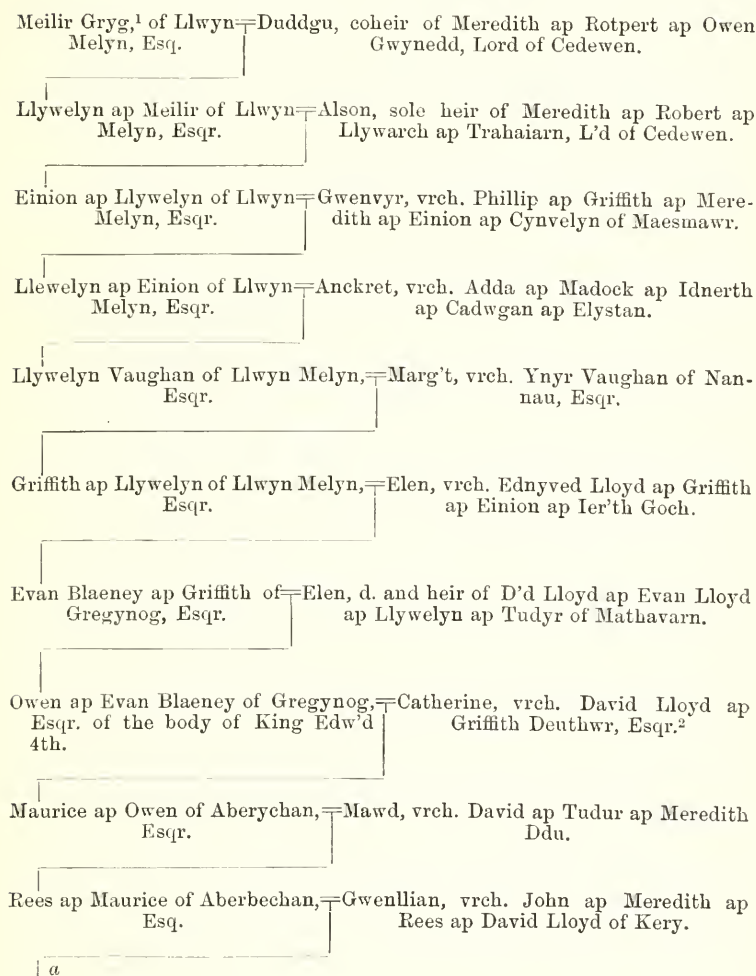 Meilir Gryg,¹ of Llwyn=Duddgu, coheir of Meredith ap Rotpert ap Owen
Melyn, Esq. Gwynedd, Lord of Cedewen.
Llywelyn ap Meilir of Llwyn=Alson, sole heir of Meredith ap Robert ap
Melyn, Esqr. Llywarch ap Trahaiarn, L'd of Cedewen.
Einion ap Llywelyn of Llwyn=Gwenvyr, vrch. Phillip ap Griffith ap Mere-
Melyn, Esqr. dith ap Einion ap Cynvelyn of Maesmawr.
Llewelyn ap Einion of Llwyn=Anckret, vrch. Adda ap Madock ap Idnerth
Melyn, Esqr. ap Cadwgan ap Elystan.
Llywelyn Vaughan of Llwyn Melyn,=Marg't, vrch. Ynyr Vaughan of Nan-
Esqr. nau, Esqr.
Griffith ap Llywelyn of Llwyn Melyn,=Elen, vrch. Ednyved Lloyd ap Griffith
Esqr. ap Einion ap Ier'th Goch.
Evan Blaeney ap Griffith of=Elen, d. and heir of D'd Lloyd ap Evan Lloyd
Gregynog, Esqr. ap Llywelyn ap Tudyr of Mathavarn.
Owen ap Evan Blaeney of Gregynog,=Catherine, vrch. David Lloyd ap
Esqr. of the body of King Edw'd Griffith Deuthwr, Esqr.²
4th.
Maurice ap Owen of Aberychan,=Mawd, vrch. David ap Tudur ap Meredith
Esqr. Ddu.
Rees ap Maurice of Aberbechan,=Gwenllian, vrch. John ap Meredith ap
Esq. Rees ap David Lloyd of Kery.
a